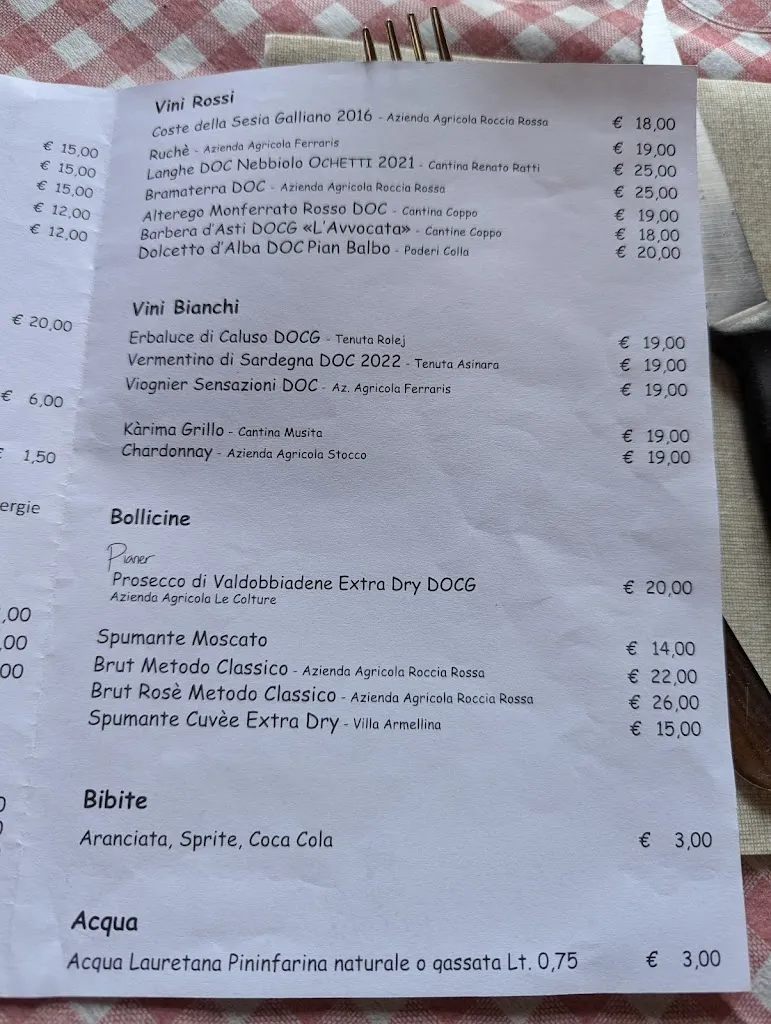 € 15,00
€ 15,00
€ 15,00
€ 12,00
€ 12,00
€ 20,00
€ 6,00
€ 1,50
ergie
,00
,00
00
0
Vini Rossi
Coste della Sesia Galliano 2016 - Azienda Agricola Roccia Rossa € 18,00
Ruchè - Azienda Agricola Ferraris € 19,00
Langhe DOC Nebbiolo OCHETTI 2021 - Cantina Renato Ratti € 25,00
Bramaterra DOC - Azienda Agricola Roccia Rossa € 25,00
Alterego Monferrato Rosso DOC - Cantina Coppo € 19,00
Barbera d'Asti DOCG «L'Avvocata» - Cantine Coppo € 18,00
Dolcetto d'Alba DOC Pian Balbo - Poderi Colla € 20,00
Vini Bianchi
Erbaluce di Caluso DOCG - Tenuta Rolej € 19,00
Vermentino di Sardegna DOC 2022 - Tenuta Asinara € 19,00
Viognier Sensazioni DOC - Az. Agricola Ferraris € 19,00
Kàrima Grillo - Cantina Musita € 19,00
Chardonnay - Azienda Agricola Stocco € 19,00
Bollicine
Pianer
Prosecco di Valdobbiadene Extra Dry DOCG € 20,00
Azienda Agricola Le Colture
Spumante Moscato € 14,00
Brut Metodo Classico - Azienda Agricola Roccia Rossa € 22,00
Brut Rosè Metodo Classico - Azienda Agricola Roccia Rossa € 26,00
Spumante Cuvèe Extra Dry - Villa Armellina € 15,00
Bibite
Aranciata, Sprite, Coca Cola € 3,00
Acqua
Acqua Lauretana Pininfarina naturale o gassata Lt. 0,75 € 3,00